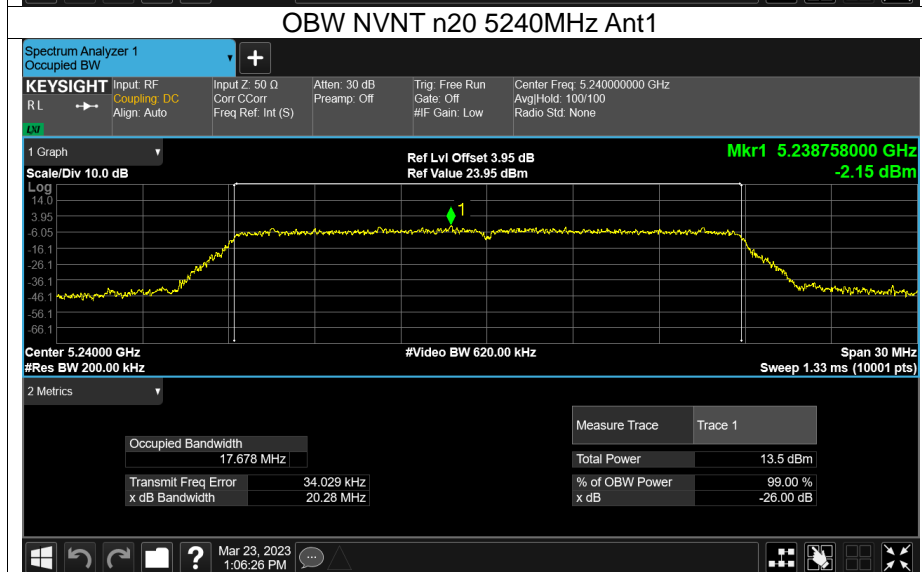 OBW NVNT n20 5240MHz Ant1
Spectrum Analyzer 1
Occupied BW
+
KEYSIGHT
RL
LXI
Input: RF
Coupling: DC
Align: Auto
Input Z: 50 Ω
Corr CCorr
Freq Ref: Int (S)
Atten: 30 dB
Preamp: Off
Trig: Free Run
Gate: Off
#IF Gain: Low
Center Freq: 5.240000000 GHz
Avg|Hold: 100/100
Radio Std: None
1 Graph
Scale/Div 10.0 dB
Ref Lvl Offset 3.95 dB
Ref Value 23.95 dBm
Mkr1 5.238758000 GHz
-2.15 dBm
Log
14.0
3.95
-6.05
-16.1
-26.1
-36.1
-46.1
-56.1
-66.1
1
Center 5.24000 GHz
#Res BW 200.00 kHz
#Video BW 620.00 kHz
Span 30 MHz
Sweep 1.33 ms (10001 pts)
2 Metrics
Measure Trace Trace 1
Occupied Bandwidth
17.678 MHz
Total Power 13.5 dBm
Transmit Freq Error 34.029 kHz
% of OBW Power 99.00 %
x dB Bandwidth 20.28 MHz
x dB -26.00 dB
?
Mar 23, 2023
1:06:26 PM